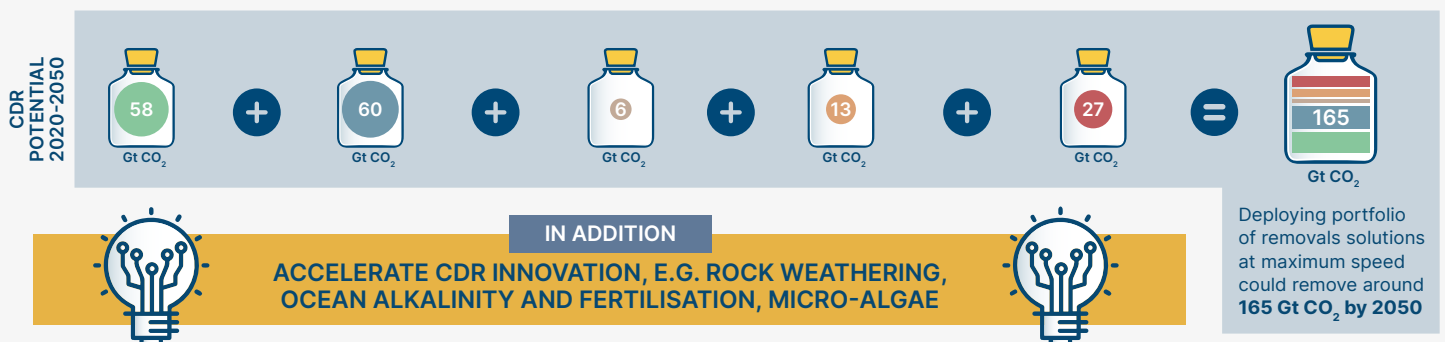 CDR
POTENTIAL
2020-2050
58
Gt CO₂
+
60
Gt CO₂
+
6
Gt CO₂
+
13
Gt CO₂
+
27
Gt CO₂
=
165
Gt CO₂
Deploying portfolio
of removals solutions
at maximum speed
could remove around
165 Gt CO₂ by 2050
IN ADDITION
ACCELERATE CDR INNOVATION, E.G. ROCK WEATHERING,
OCEAN ALKALINITY AND FERTILISATION, MICRO-ALGAE